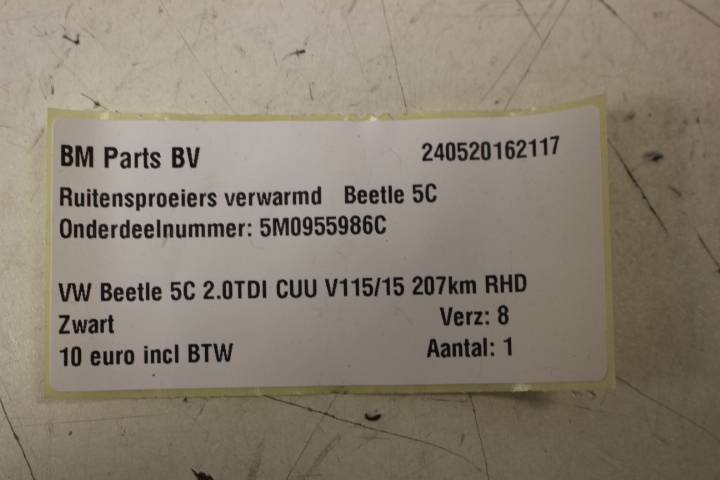 BM Parts BV 240520162117
Ruitensproeiers verwarmd Beetle 5C
Onderdeelnummer: 5M0955986C
VW Beetle 5C 2.0TDI CUU V115/15 207km RHD
Zwart Verz: 8
10 euro incl BTW Aantal: 1